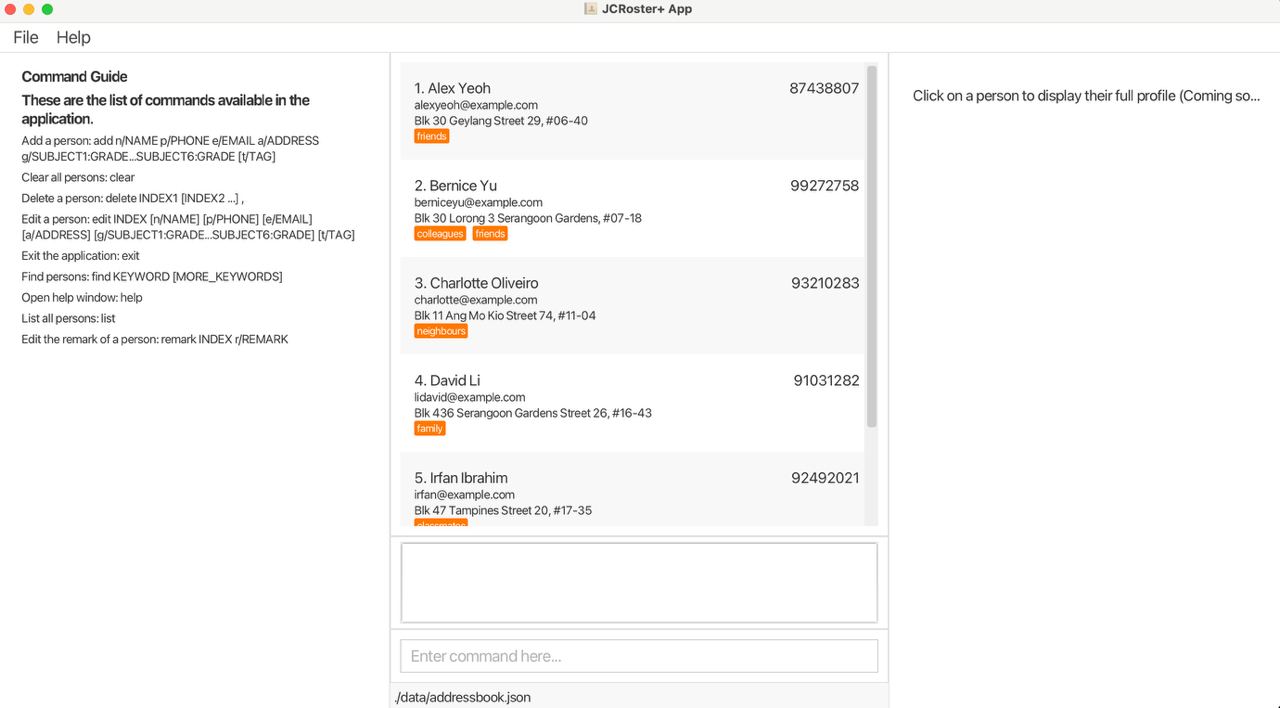 JCRoster+ App
File Help
Command Guide
These are the list of commands available in the
application.
Add a person: add n/NAME p/PHONE e/EMAIL a/ADDRESS
g/SUBJECT1:GRADE...SUBJECT6:GRADE [t/TAG]
Clear all persons: clear
Delete a person: delete INDEX1 [INDEX2 ...] ,
Edit a person: edit INDEX [n/NAME] [p/PHONE] [e/EMAIL]
[a/ADDRESS] [g/SUBJECT1:GRADE...SUBJECT6:GRADE] [t/TAG]
Exit the application: exit
Find persons: find KEYWORD [MORE_KEYWORDS]
Open help window: help
List all persons: list
Edit the remark of a person: remark INDEX r/REMARK
1. Alex Yeoh 87438807
alexyeoh@example.com
Blk 30 Geylang Street 29, #06-40
friends
2. Bernice Yu 99272758
berniceyu@example.com
Blk 30 Lorong 3 Serangoon Gardens, #07-18
colleagues friends
3. Charlotte Oliveiro 93210283
charlotte@example.com
Blk 11 Ang Mo Kio Street 74, #11-04
neighbours
4. David Li 91031282
lidavid@example.com
Blk 436 Serangoon Gardens Street 26, #16-43
family
5. Irfan Ibrahim 92492021
irfan@example.com
Blk 47 Tampines Street 20, #17-35
classmates
Enter command here...
./data/addressbook.json
Click on a person to display their full profile (Coming so...